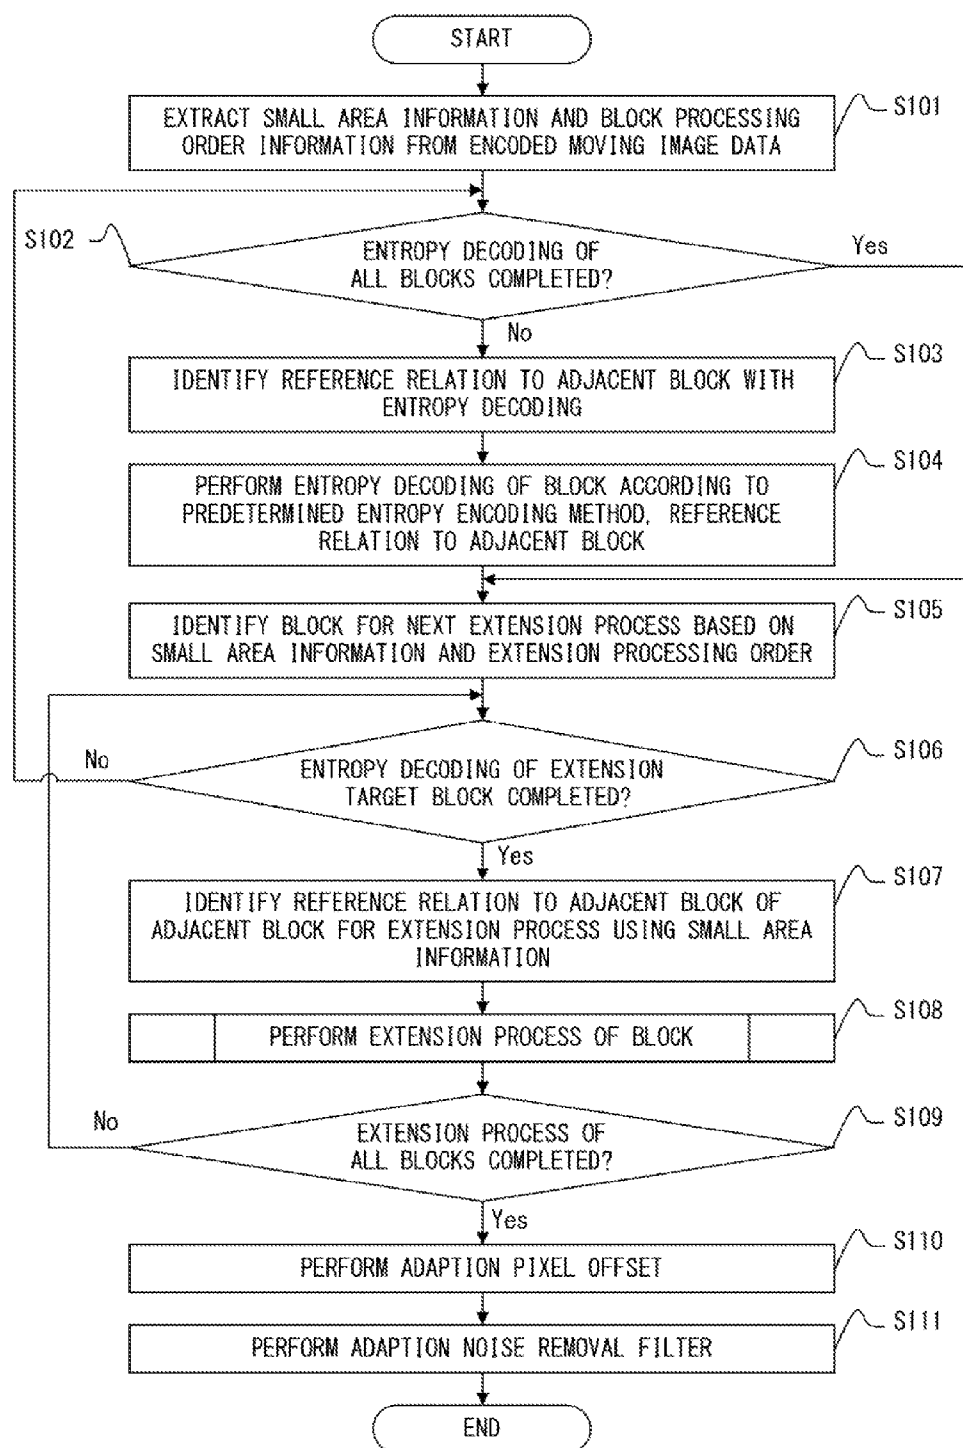 START
EXTRACT SMALL AREA INFORMATION AND BLOCK PROCESSING
ORDER INFORMATION FROM ENCODED MOVING IMAGE DATA
S101
S102
ENTROPY DECODING OF
ALL BLOCKS COMPLETED?
Yes
No
IDENTIFY REFERENCE RELATION TO ADJACENT BLOCK WITH
ENTROPY DECODING
S103
PERFORM ENTROPY DECODING OF BLOCK ACCORDING TO
PREDETERMINED ENTROPY ENCODING METHOD, REFERENCE
RELATION TO ADJACENT BLOCK
S104
IDENTIFY BLOCK FOR NEXT EXTENSION PROCESS BASED ON
SMALL AREA INFORMATION AND EXTENSION PROCESSING ORDER
S105
No
ENTROPY DECODING OF EXTENSION
TARGET BLOCK COMPLETED?
S106
Yes
IDENTIFY REFERENCE RELATION TO ADJACENT BLOCK OF
ADJACENT BLOCK FOR EXTENSION PROCESS USING SMALL AREA
INFORMATION
S107
PERFORM EXTENSION PROCESS OF BLOCK
S108
No
EXTENSION PROCESS OF
ALL BLOCKS COMPLETED?
S109
Yes
PERFORM ADAPTION PIXEL OFFSET
S110
PERFORM ADAPTION NOISE REMOVAL FILTER
S111
END